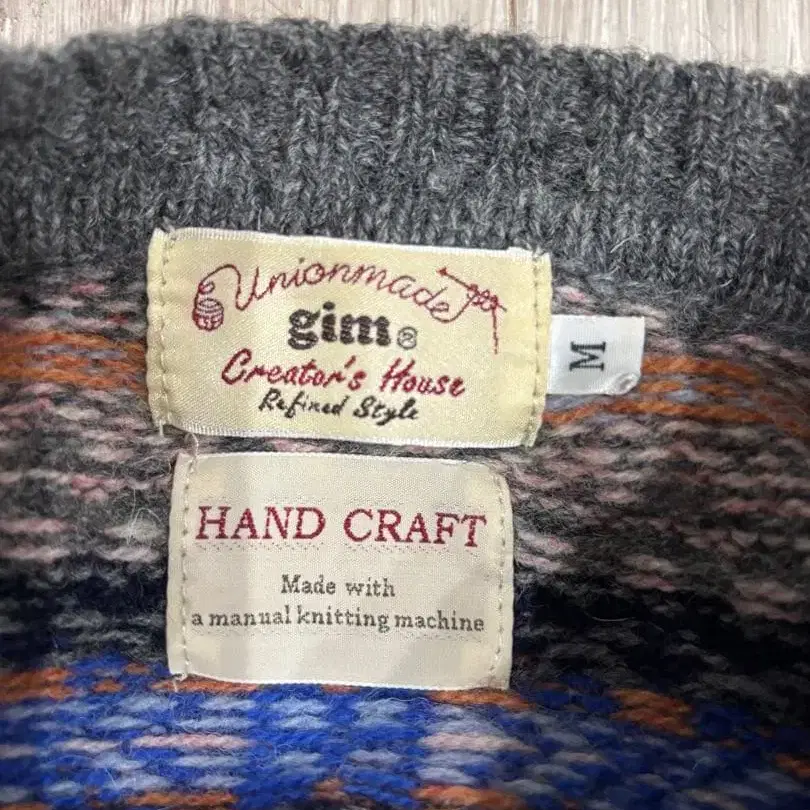 Unionmade
gim®
Creator's House
Refined Style
M
HAND CRAFT
Made with
a manual knitting machine